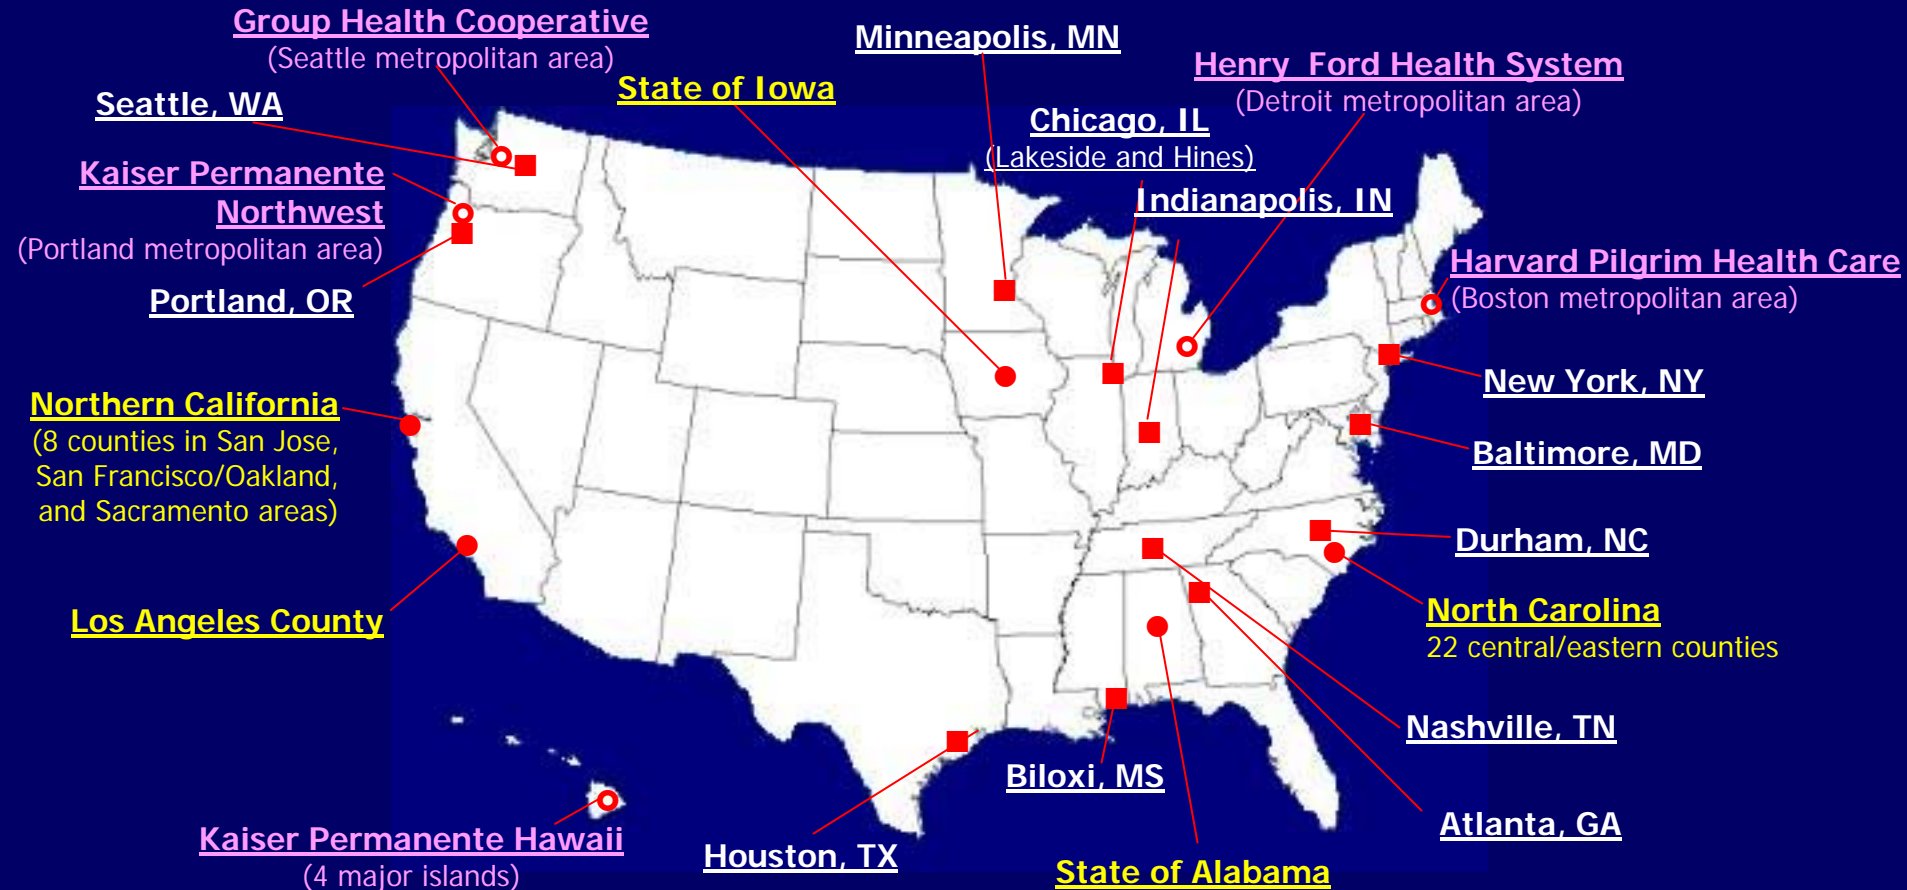 Group Health Cooperative
(Seattle metropolitan area)
Minneapolis, MN
Henry Ford Health System
(Detroit metropolitan area)
State of Iowa
Seattle, WA
Chicago, IL
(Lakeside and Hines)
Kaiser Permanente
Northwest
(Portland metropolitan area)
Indianapolis, IN
Portland, OR
Harvard Pilgrim Health Care
(Boston metropolitan area)
New York, NY
Northern California
(8 counties in San Jose,
San Francisco/Oakland,
and Sacramento areas)
Baltimore, MD
Durham, NC
Los Angeles County
North Carolina
22 central/eastern counties
Nashville, TN
Biloxi, MS
Atlanta, GA
Kaiser Permanente Hawaii
(4 major islands)
Houston, TX
State of Alabama